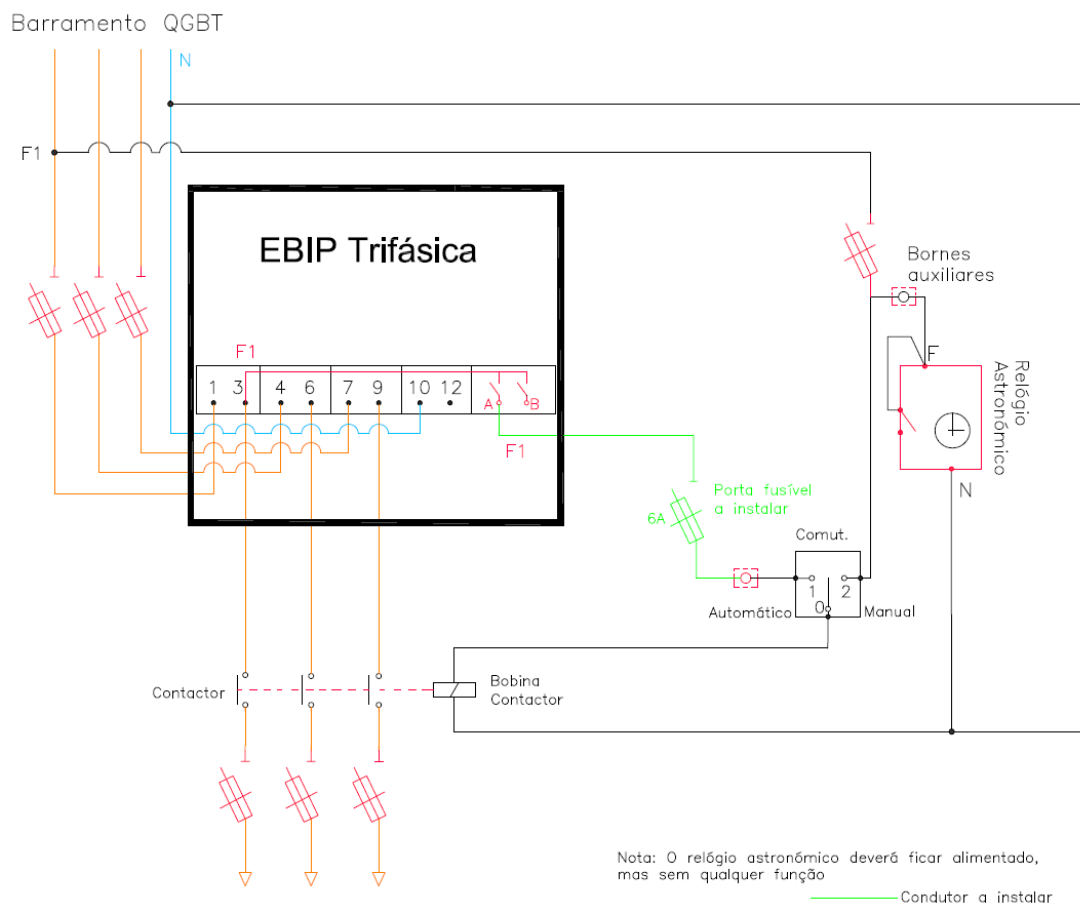 Barramento QGBT
N
F1
EBIP Trifásica
Bornes
auxiliares
F1
F
Relógio
Astronómico
1 3 4 6 7 9 10 12
A B
F1
N
Porta fusível
a instalar
6A
Comut.
1 2
0
Automático
Manual
Contactor
Bobina
Contactor
Nota: O relógio astronómico deverá ficar alimentado,
mas sem qualquer função
Condutor a instalar